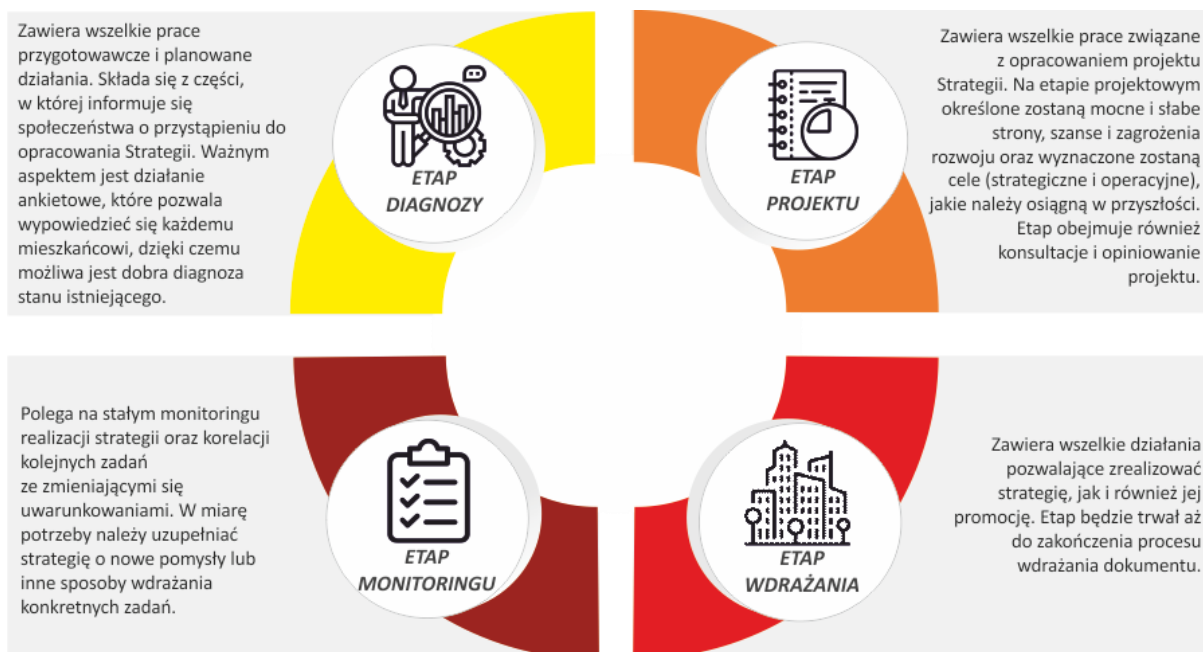 Zawiera wszelkie prace
przygotowawcze i planowane
działania. Składa się z części,
w której informuje się
społeczeństwa o przystąpieniu do
opracowania Strategii. Ważnym
aspektem jest działanie
ankietowe, które pozwala
wypowiedzieć się każdemu
mieszkańcowi, dzięki czemu
możliwa jest dobra diagnoza
stanu istniejącego.
ETAP
DIAGNOZY
ETAP
PROJEKTU
Zawiera wszelkie prace związane
z opracowaniem projektu
Strategii. Na etapie projektowym
określone zostaną mocne i słabe
strony, szanse i zagrożenia
rozwoju oraz wyznaczone zostaną
cele (strategiczne i operacyjne),
jakie należy osiągną w przyszłości.
Etap obejmuje również
konsultacje i opiniowanie
projektu.
Polega na stałym monitoringu
realizacji strategii oraz korelacji
kolejnych zadań
ze zmieniającymi się
uwarunkowaniami. W miarę
potrzeby należy uzupełniać
strategię o nowe pomysły lub
inne sposoby wdrażania
konkretnych zadań.
ETAP
MONITORINGU
ETAP
WDRAŻANIA
Zawiera wszelkie działania
pozwalające zrealizować
strategię, jak i również jej
promocję. Etap będzie trwał aż
do zakończenia procesu
wdrażania dokumentu.